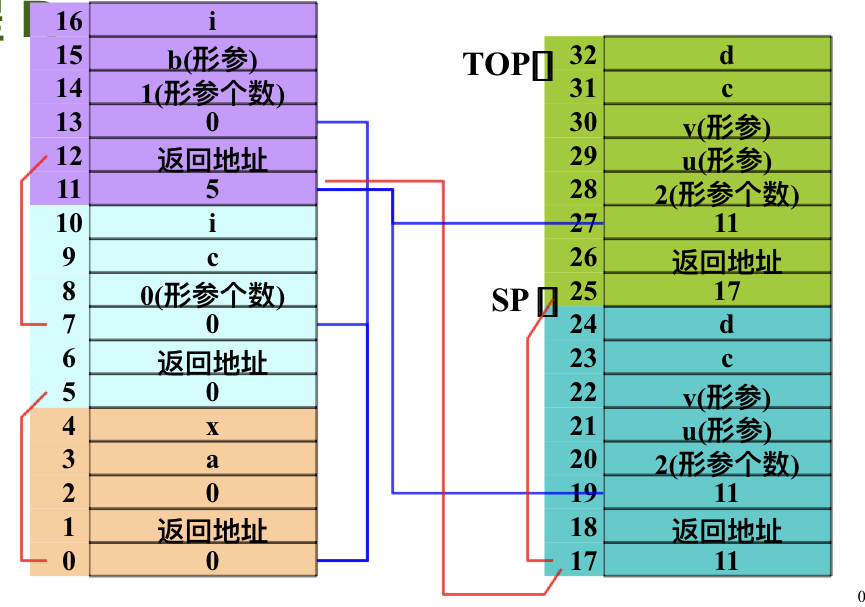 16 i
15 b(形参)
14 1(形参个数)
13 0
12 返回地址
11 5
10 i
9 c
8 0(形参个数)
7 0
6 返回地址
5 0
4 x
3 a
2 0
1 返回地址
0 0
TOP[] 32 d
31 c
30 v(形参)
29 u(形参)
28 2(形参个数)
27 11
26 返回地址
SP [] 25 17
24 d
23 c
22 v(形参)
21 u(形参)
20 2(形参个数)
19 11
18 返回地址
17 11
0